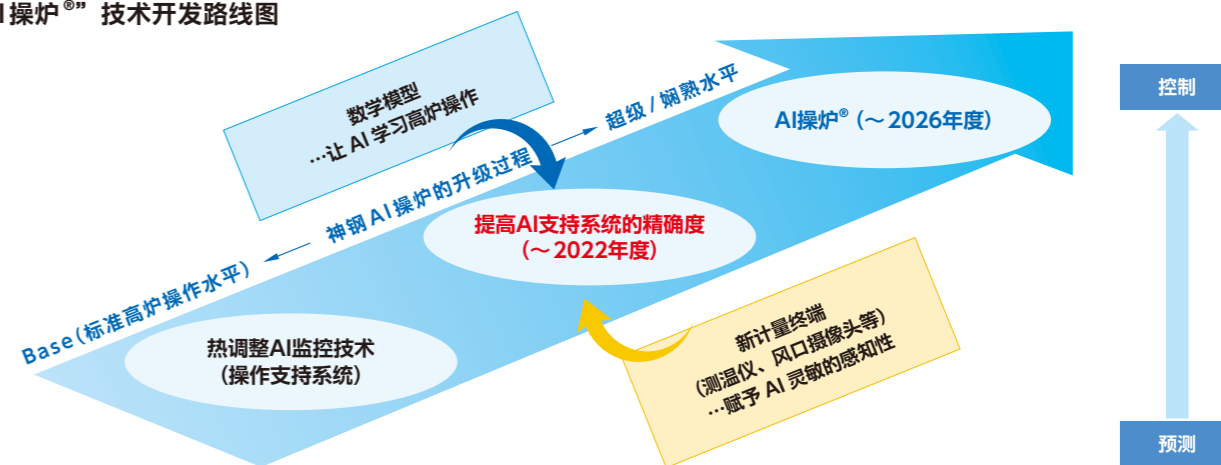 I操炉®”技术开发路线图
数学模型
…让 AI 学习高炉操作
超级 / 娴熟水平
控制
AI操炉®（～2026年度）
神钢AI操炉的升级过程
提高AI支持系统的精确度
（～2022年度）
Base（标准高炉操作水平）
热调整AI监控技术
（操作支持系统）
新计量终端
（测温仪、风口摄像头等）
…赋予 AI 灵敏的感知性
预测